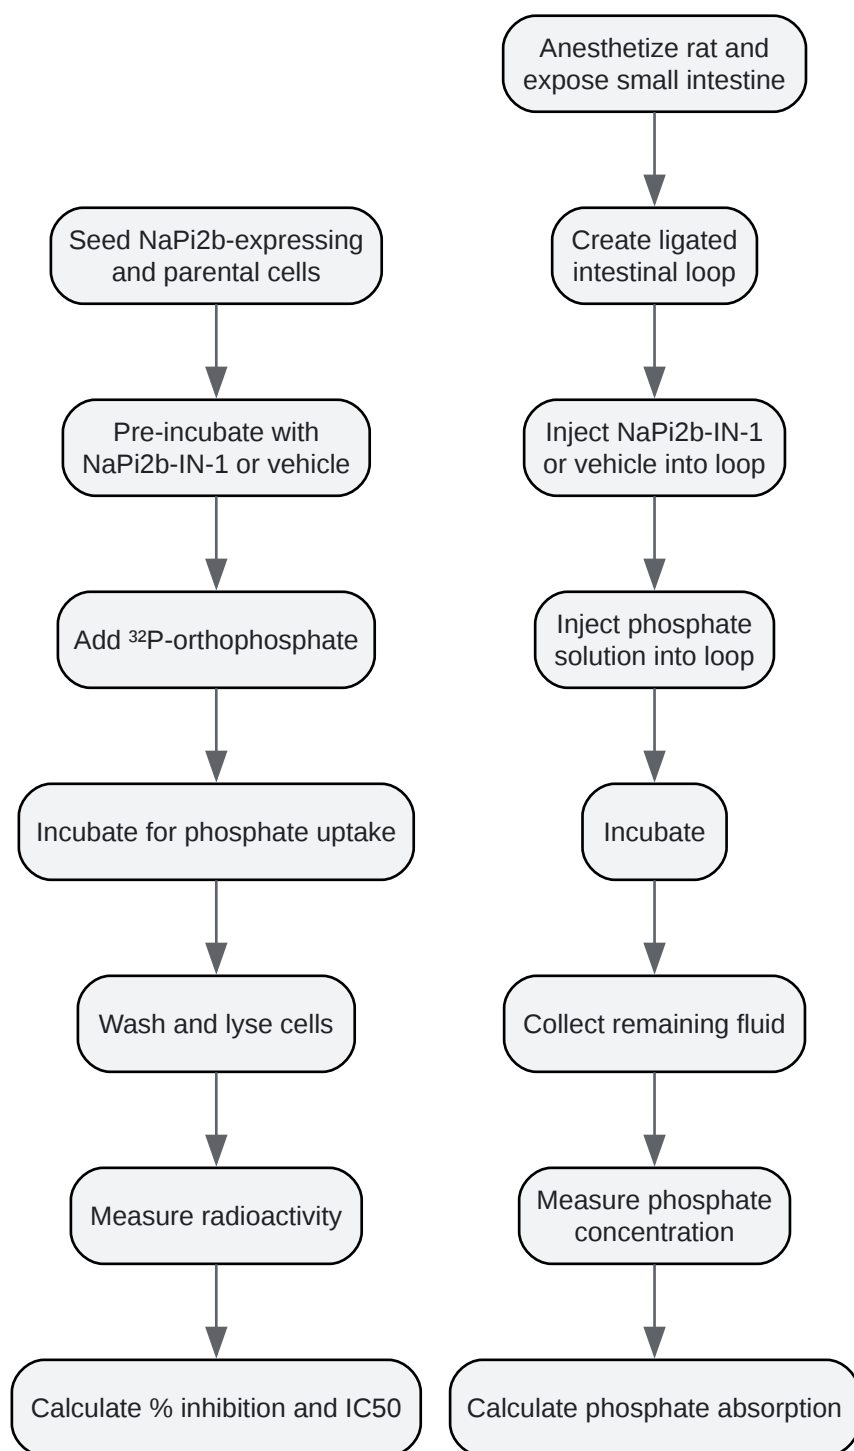 Seed NaPi2b-expressing
and parental cells
Pre-incubate with
NaPi2b-IN-1 or vehicle
Add ³²P-orthophosphate
Incubate for phosphate uptake
Wash and lyse cells
Measure radioactivity
Calculate % inhibition and IC50
Anesthetize rat and
expose small intestine
Create ligated
intestinal loop
Inject NaPi2b-IN-1
or vehicle into loop
Inject phosphate
solution into loop
Incubate
Collect remaining fluid
Measure phosphate
concentration
Calculate phosphate absorption